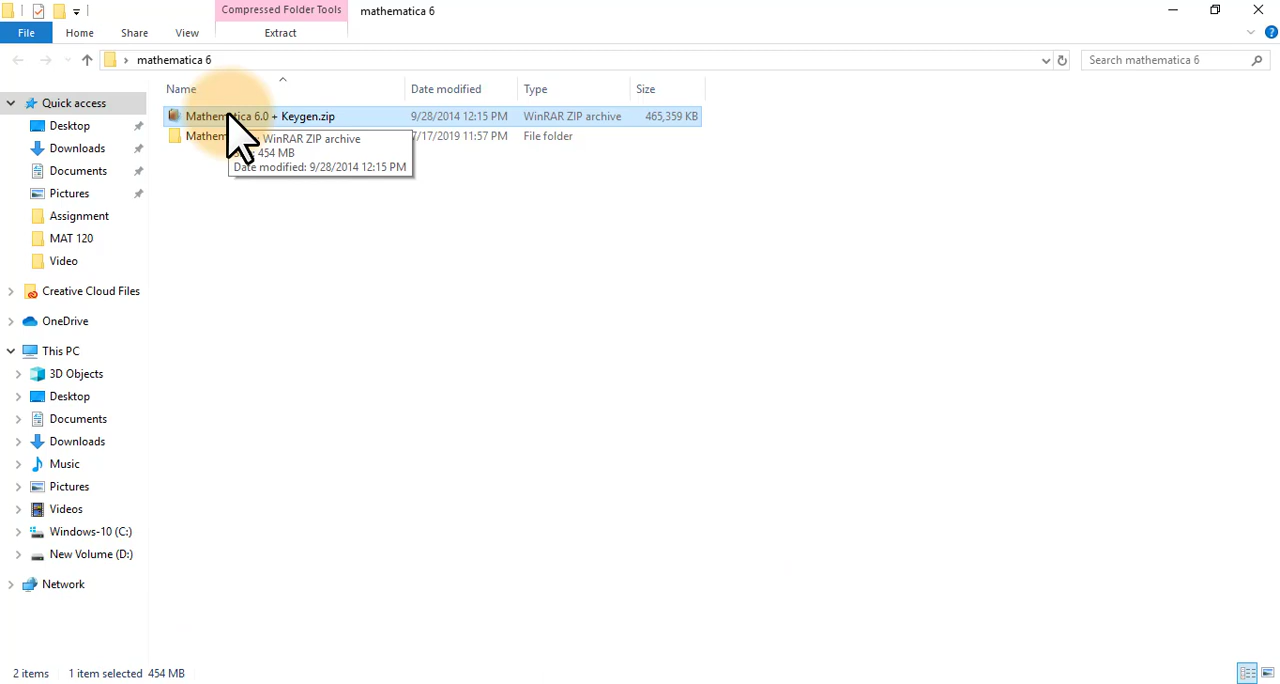 Compressed Folder Tools
mathematica 6
File
Home
Share
View
Extract
mathematica 6
Search mathematica 6
Name
Date modified
Type
Size
Quick access
Mathematica 6.0 + Keygen.zip
9/28/2014 12:15 PM
WinRAR ZIP archive
465,359 KB
7/17/2019 11:57 PM
File folder
WinRAR ZIP archive
454 MB
Date modified: 9/28/2014 12:15 PM
Desktop
Downloads
Documents
Pictures
Assignment
MAT 120
Video
Creative Cloud Files
OneDrive
This PC
3D Objects
Desktop
Documents
Downloads
Music
Pictures
Videos
Windows-10 (C:)
New Volume (D:)
Network
2 items
1 item selected 454 MB